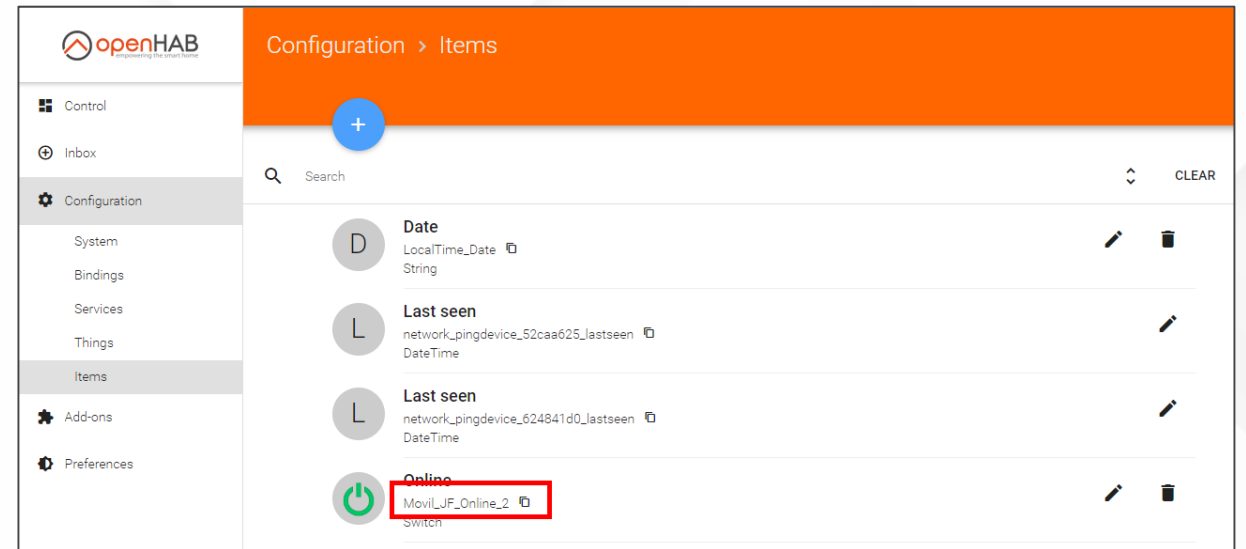 openHAB
empowering the smart home
Configuration > Items
Control
Inbox
Configuration
System
Bindings
Services
Things
Items
Add-ons
Preferences
+
Search
CLEAR
D
Date
LocalTime_Date
String
L
Last seen
network_pingdevice_52caa625_lastseen
DateTime
L
Last seen
network_pingdevice_624841d0_lastseen
DateTime
Online
Movil_JF_Online_2
Switch